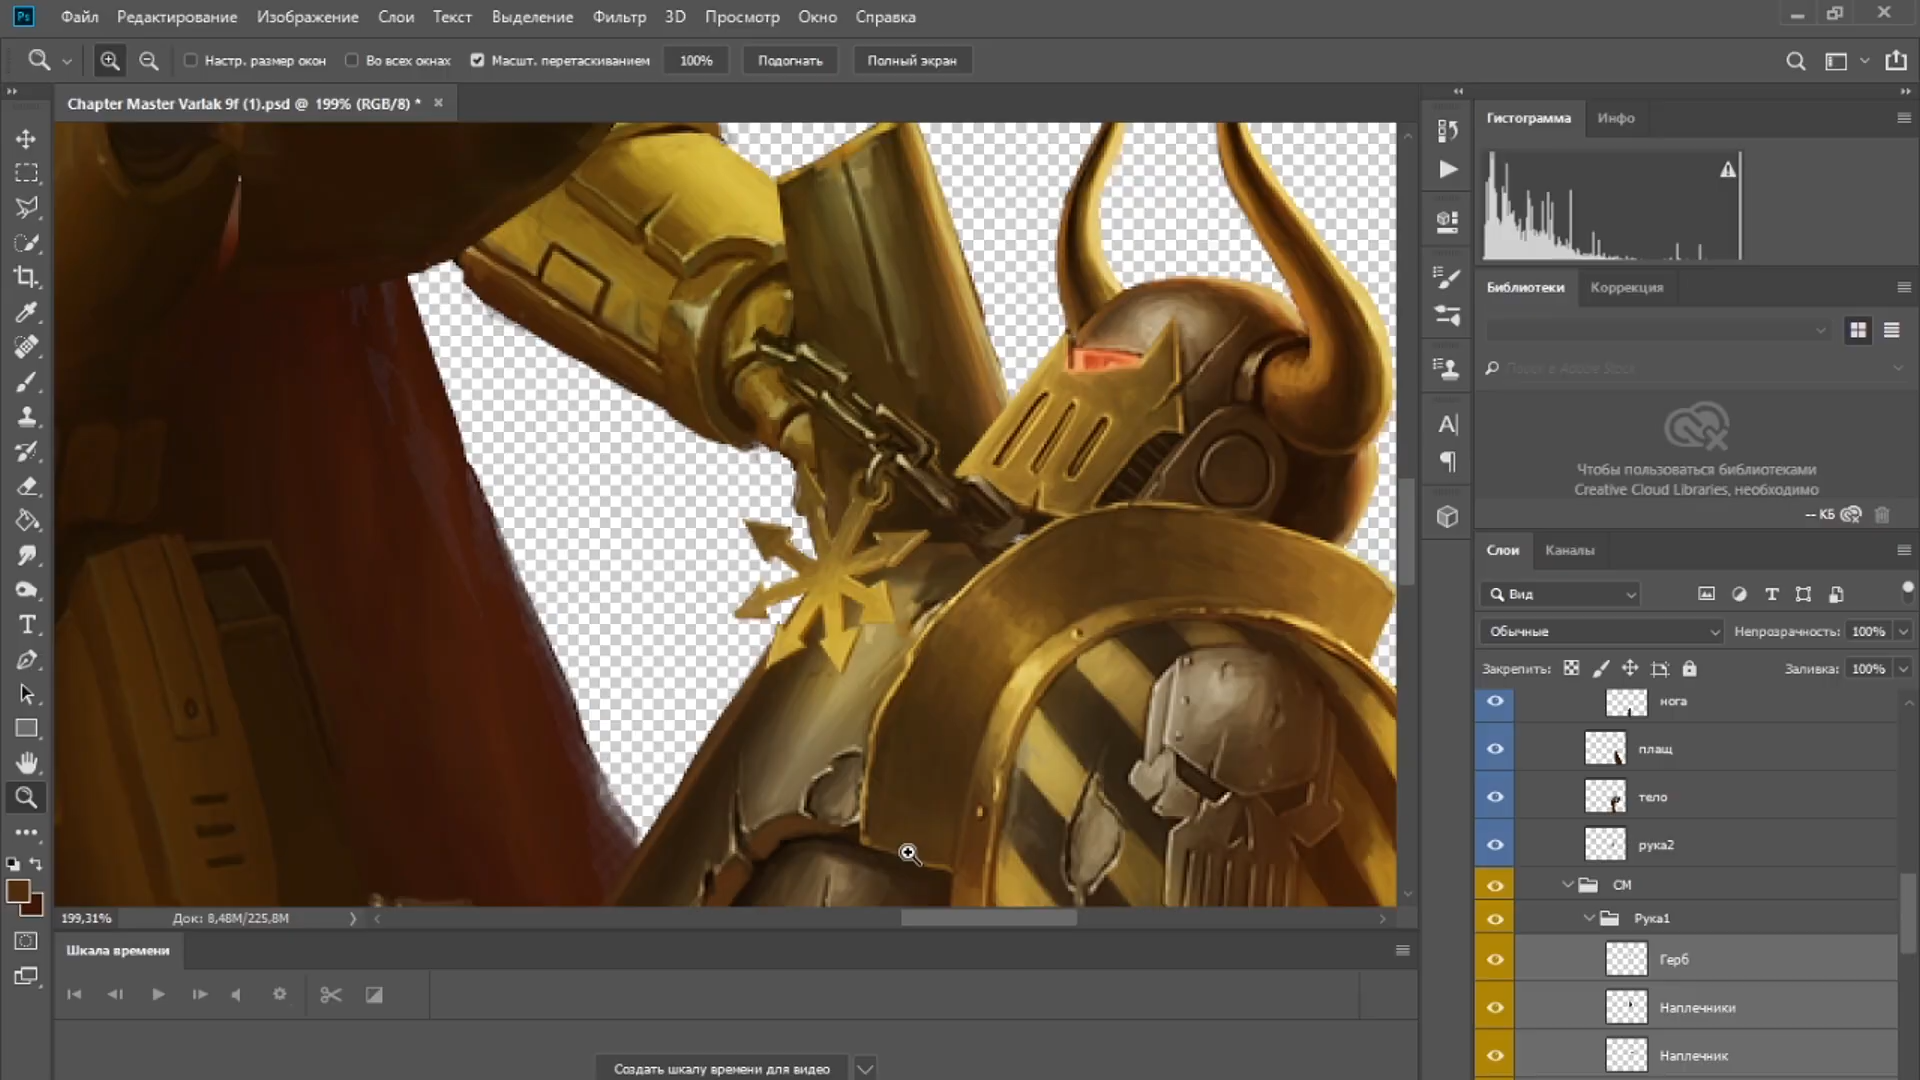 Ps Файл Редактирование Изображение Слои Текст Выделение Фильтр 3D Просмотр Окно Справка
Настр. размер окон Во всех окнах Масшт. перетаскиванием 100% Подогнать Полный экран
Chapter Master Varlak 9f (1).psd @ 199% (RGB/8) * ×
Гистограмма Инфо
Библиотеки Коррекция
Поиск в Adobe Stock
Чтобы пользоваться библиотеками
Creative Cloud Libraries, необходимо
-- КБ
Слои Каналы
Вид
Обычные Непрозрачность: 100%
Закрепить: Заливка: 100%
нога
плащ
тело
рука2
СМ
Рука1
Герб
Наплечники
Наплечник
199,31% Док: 8,48M/225,8M
Шкала времени
Создать шкалу времени для видео